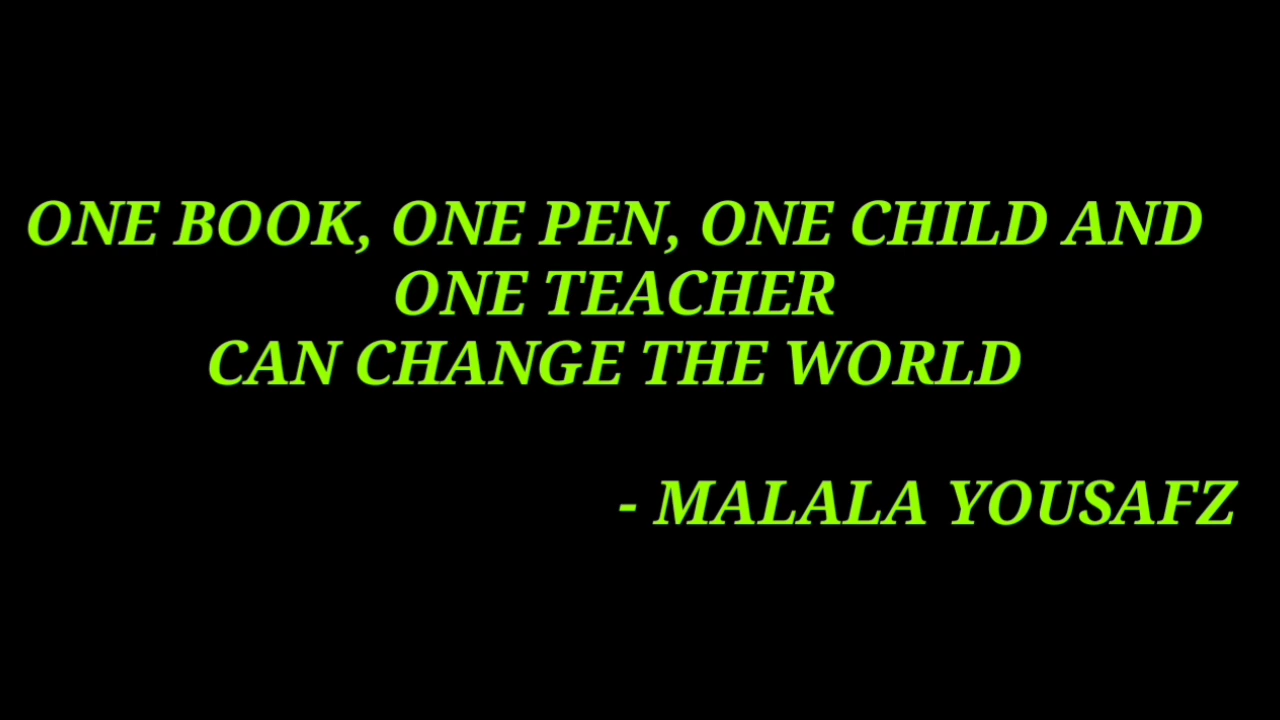 ONE BOOK, ONE PEN, ONE CHILD AND
ONE TEACHER
CAN CHANGE THE WORLD
- MALALA YOUSAFZ